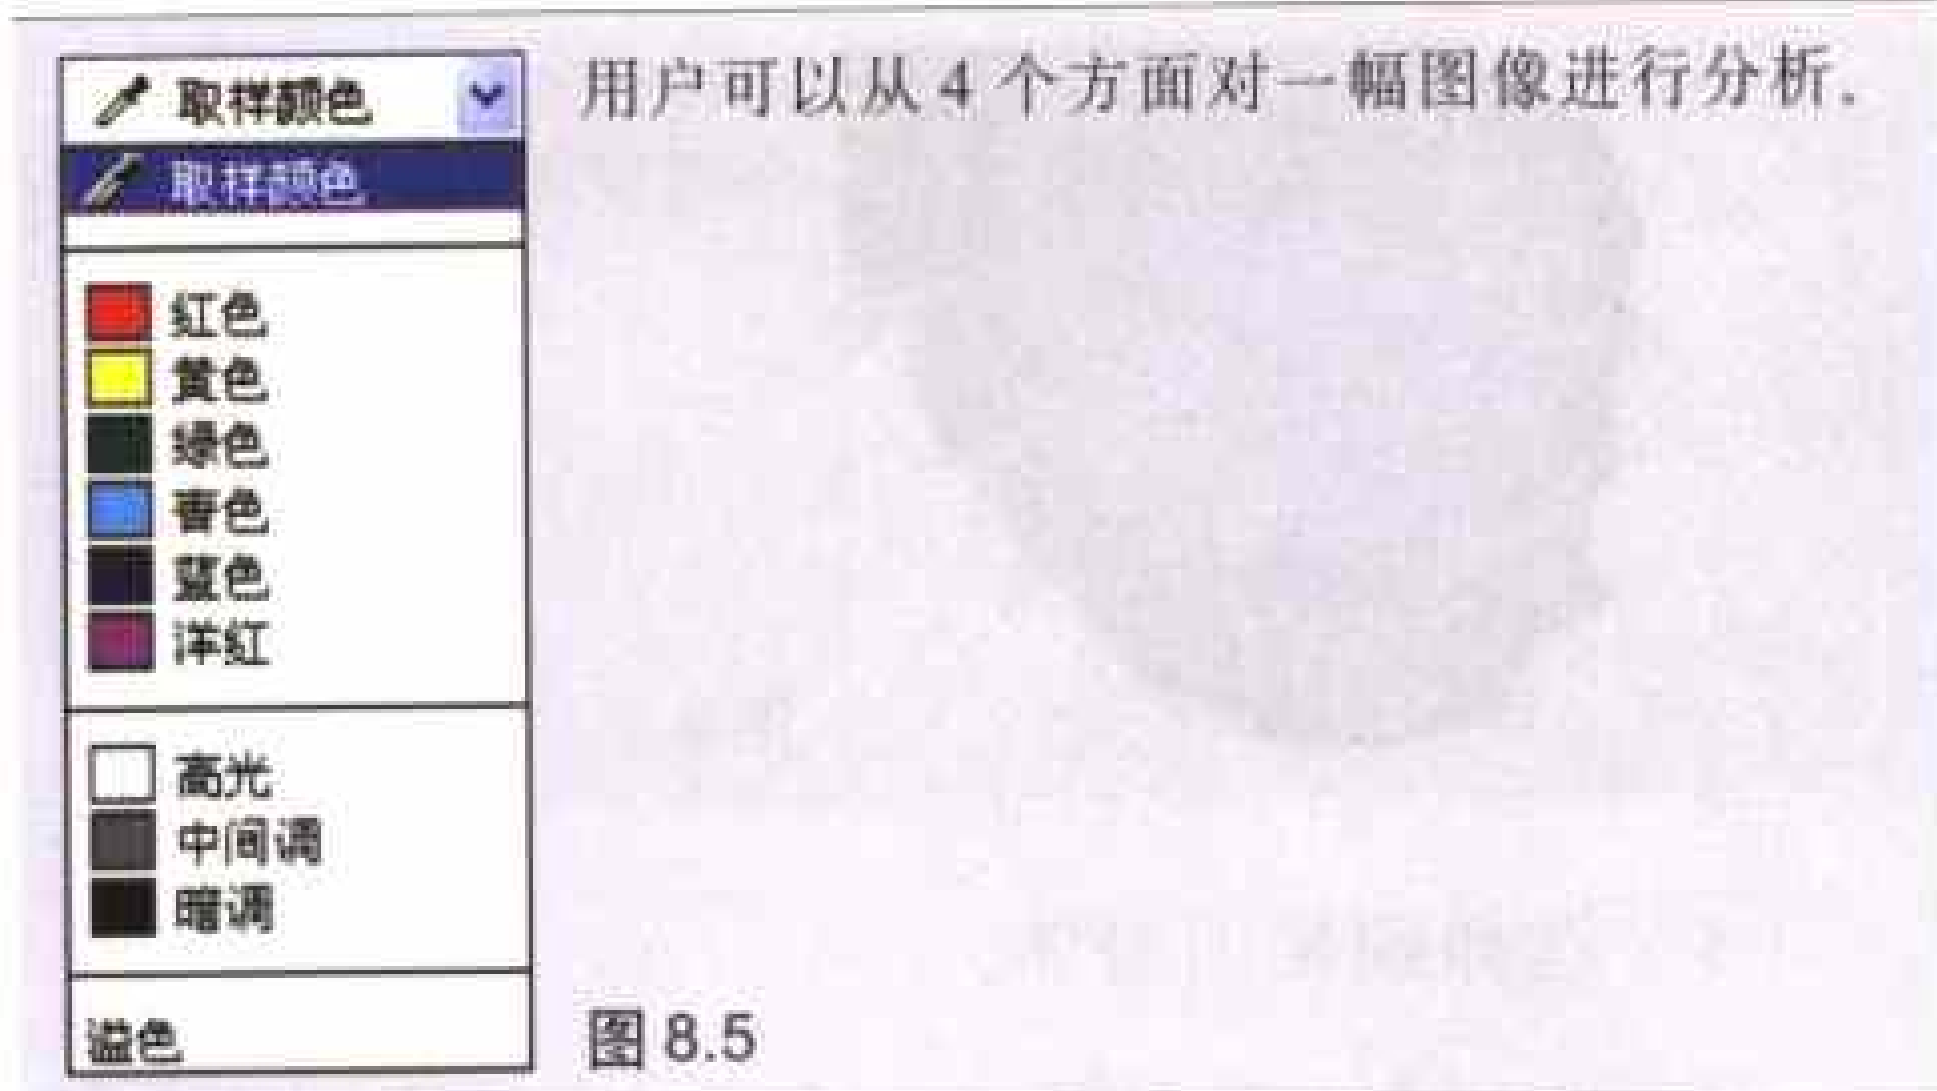 取样颜色
取样颜色
红色
黄色
绿色
青色
蓝色
洋红
高光
中间调
暗调
溢色
用户可以从4个方面对一幅图像进行分析.
图8.5